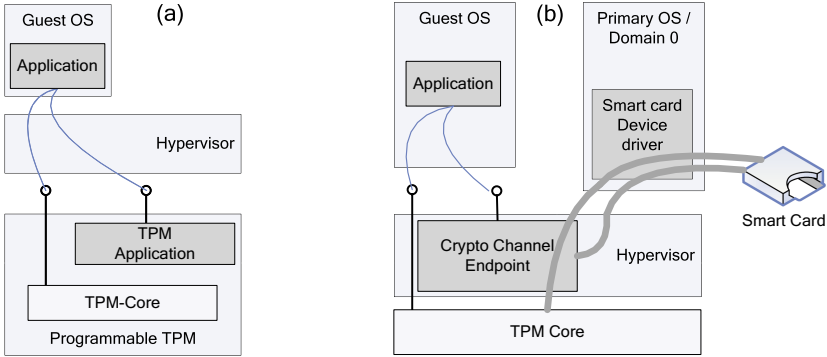 (a)
Guest OS
Application
Hypervisor
TPM
Application
TPM-Core
Programmable TPM
(b)
Guest OS
Application
Primary OS /
Domain 0
Smart card
Device
driver
Smart Card
Crypto Channel
Endpoint
Hypervisor
TPM Core